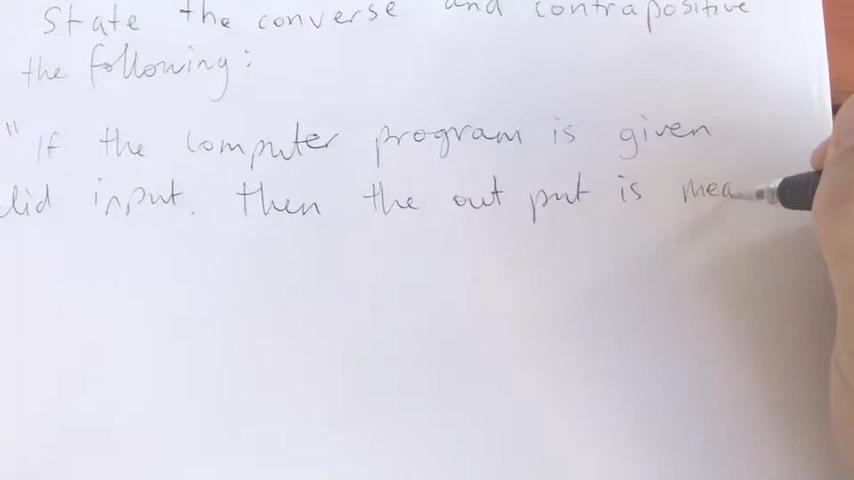 State the converse and contrapositive
the following:
" If the computer program is given
lid input. then the out put is mea